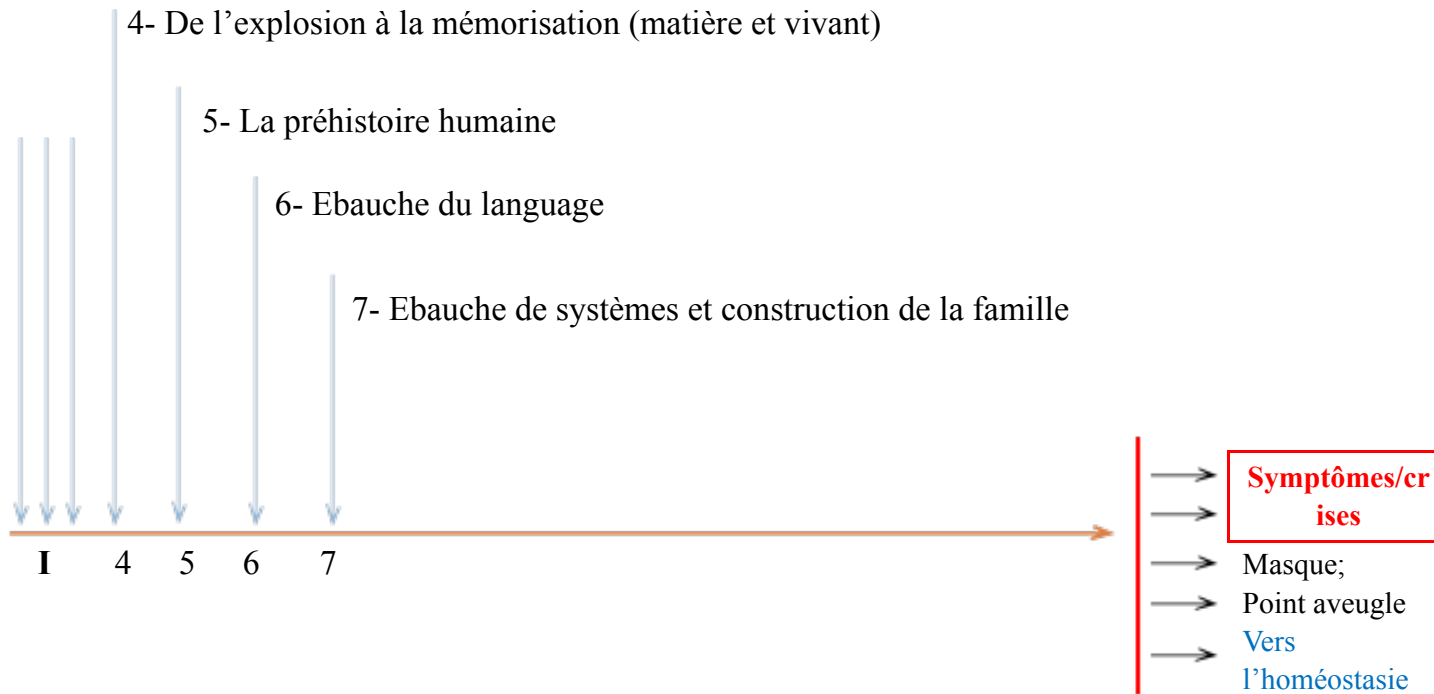 4- De l’explosion à la mémorisation (matière et vivant)
5- La préhistoire humaine
6- Ebauche du language
7- Ebauche de systèmes et construction de la famille
I 4 5 6 7
Symptômes/cr
ises
Masque;
Point aveugle
Vers
l’homéostasie